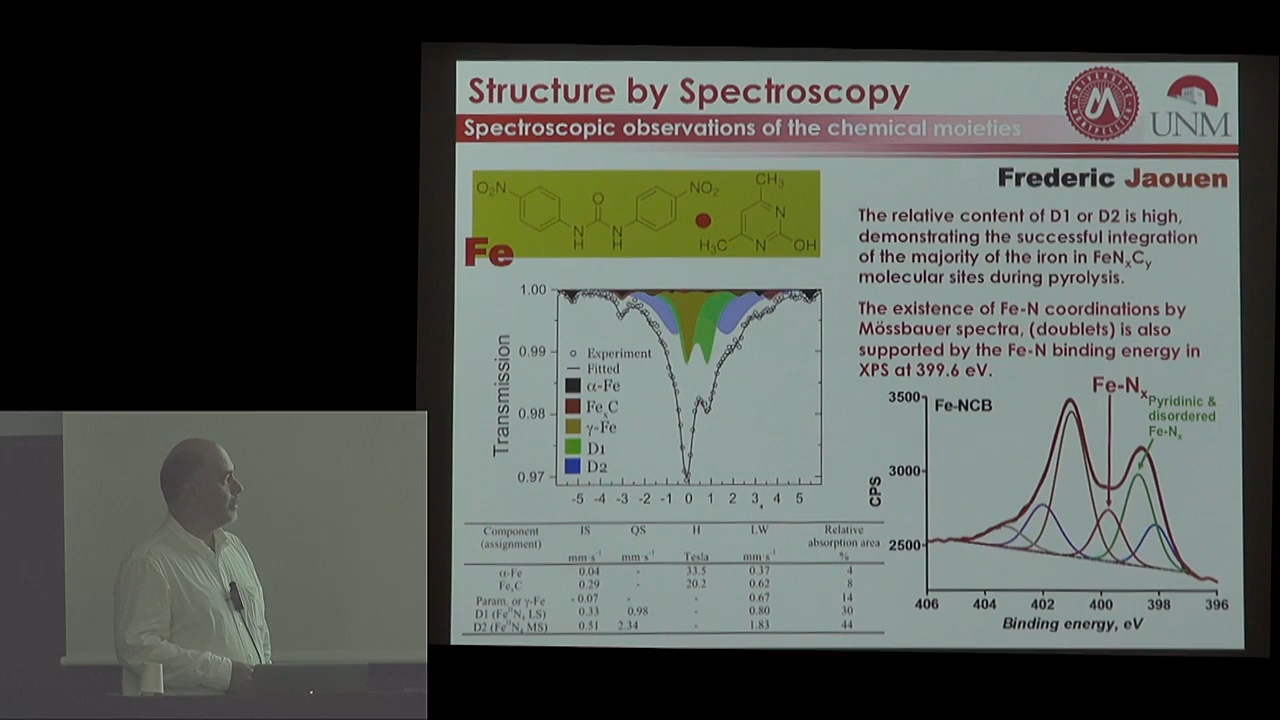 Structure by Spectroscopy
Spectroscopic observations of the chemical moieties
UNM
Frederic Jaouen
O₂N
O
NO₂
N
H
N
H
CH₃
N
H₃C
N
OH
Fe
The relative content of D1 or D2 is high,
demonstrating the successful integration
of the majority of the iron in FeNₓCᵧ
molecular sites during pyrolysis.
The existence of Fe-N coordinations by
Mössbauer spectra, (doublets) is also
supported by the Fe-N binding energy in
XPS at 399.6 eV.
1.00
0.99
0.98
0.97
Transmission
Experiment
Fitted
α-Fe
FeₓC
γ-Fe
D1
D2
-5 -4 -3 -2 -1 0 1 2 3 4 5
Component IS QS H LW Relative
(assignment) absorption area
mm·s⁻¹ mm·s⁻¹ Tesla mm·s⁻¹ %
α-Fe 0.04 - 33.5 0.37 4
FeₓC 0.29 - 20.2 0.62 8
Param. or γ-Fe -0.07 - - 0.67 14
D1 (FeᴵᴵN₄ LS) 0.33 0.98 - 0.80 30
D2 (FeᴵᴵN₄ MS) 0.51 2.34 - 1.83 44
Fe-NCB
Fe-Nₓ
Pyridinic &
disordered
Fe-Nₓ
3500
3000
2500
CPS
406 404 402 400 398 396
Binding energy, eV